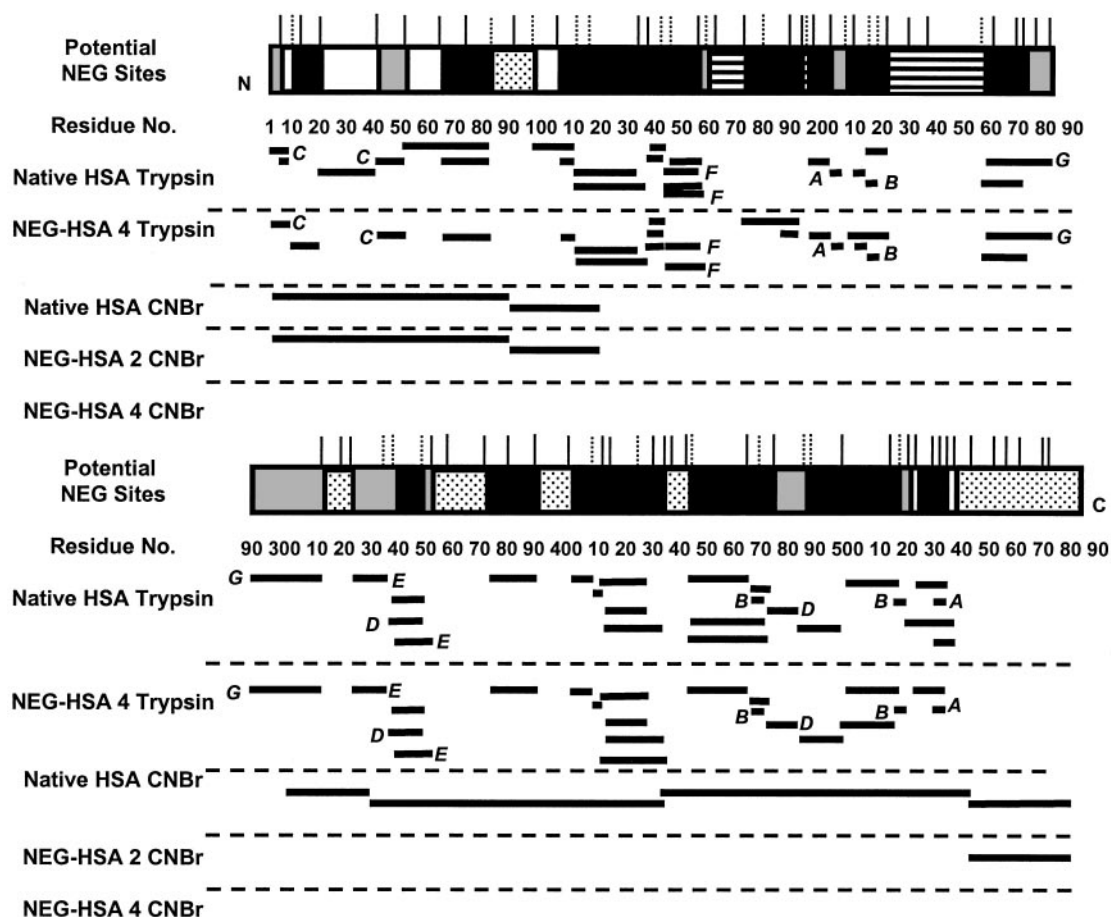 Potential
NEG Sites
N
Residue No. 1 10 20 30 40 50 60 70 80 90 100 10 20 30 40 50 60 70 80 90 200 10 20 30 40 50 60 70 80 90
C C F A B G
Native HSA Trypsin
F
C C F A B G
NEG-HSA 4 Trypsin
F
Native HSA CNBr
NEG-HSA 2 CNBr
NEG-HSA 4 CNBr
Potential
NEG Sites
C
Residue No. 90 300 10 20 30 40 50 60 70 80 90 400 10 20 30 40 50 60 70 80 90 500 10 20 30 40 50 60 70 80 90
G E
Native HSA Trypsin B D B A
D
E
G E
NEG-HSA 4 Trypsin B D B A
D
E
Native HSA CNBr
NEG-HSA 2 CNBr
NEG-HSA 4 CNBr